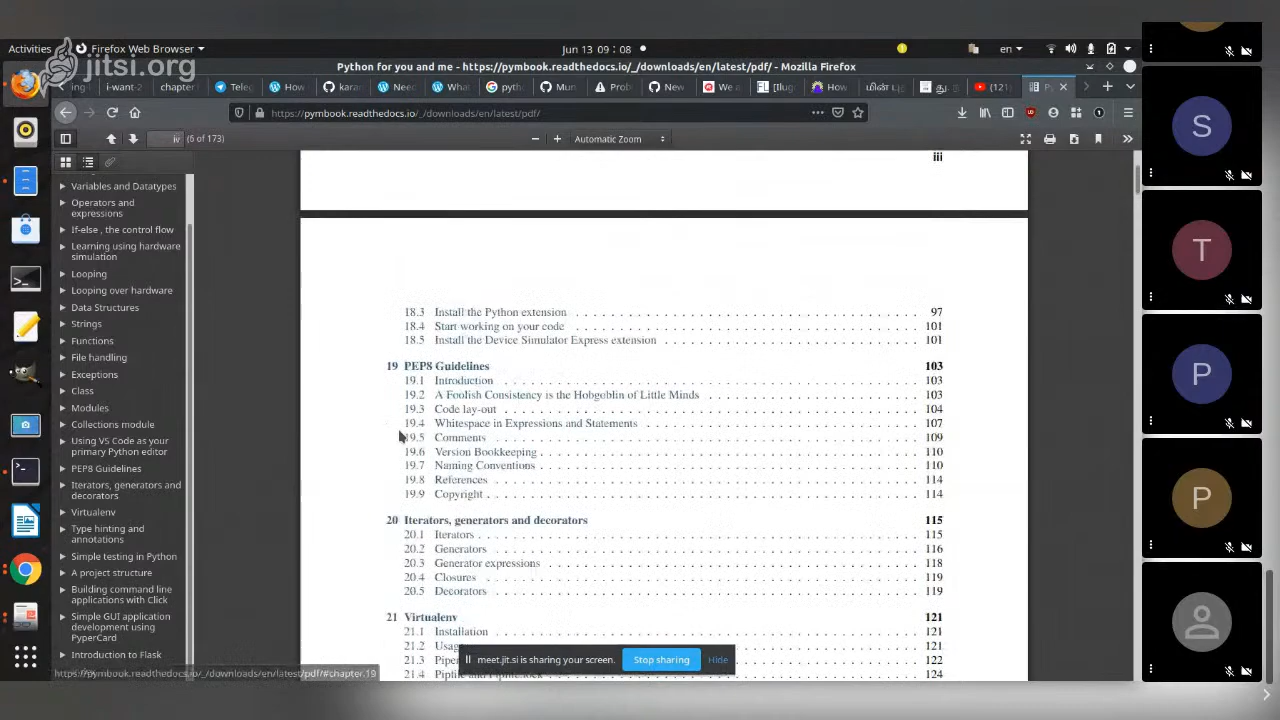 jitsi.org
Activities
Firefox Web Browser
Jun 13 09:08
en
Python for you and me - https://pymbook.readthedocs.io/_/downloads/en/latest/pdf/ - Mozilla Firefox
i-want-2
chapter
Teleg
How
karan
Need
What
pyth
Mun
Prob
New
We a
[Ilug
How
மின் பு
து. நி
(121)
https://pymbook.readthedocs.io/_/downloads/en/latest/pdf/
iv
(6 of 173)
Automatic Zoom
Variables and Datatypes
Operators and
expressions
If-else , the control flow
Learning using hardware
simulation
Looping
Looping over hardware
Data Structures
Strings
Functions
File handling
Exceptions
Class
Modules
Collections module
Using VS Code as your
primary Python editor
PEP8 Guidelines
Iterators, generators and
decorators
Virtualenv
Type hinting and
annotations
Simple testing in Python
A project structure
Building command line
applications with Click
Simple GUI application
development using
PyperCard
Introduction to Flask
https://pymbook.readthedocs.io/_/downloads/en/latest/pdf/#chapter.19
iii
18.3 Install the Python extension 97
18.4 Start working on your code 101
18.5 Install the Device Simulator Express extension 101
19 PEP8 Guidelines 103
19.1 Introduction 103
19.2 A Foolish Consistency is the Hobgoblin of Little Minds 103
19.3 Code lay-out 104
19.4 Whitespace in Expressions and Statements 107
19.5 Comments 109
19.6 Version Bookkeeping 110
19.7 Naming Conventions 110
19.8 References 114
19.9 Copyright 114
20 Iterators, generators and decorators 115
20.1 Iterators 115
20.2 Generators 116
20.3 Generator expressions 118
20.4 Closures 119
20.5 Decorators 119
21 Virtualenv 121
21.1 Installation 121
21.2 Usag 121
21.3 Pipen 122
21.4 Pipfile and Pipfile.lock 124
meet.jit.si is sharing your screen.
Stop sharing
Hide
S
T
P
P